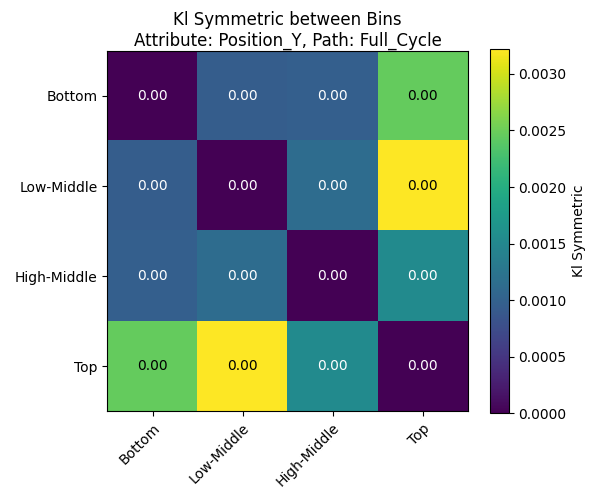 Kl Symmetric between Bins
Attribute: Position_Y, Path: Full_Cycle
Bottom 0.00 0.00 0.00 0.00
Low-Middle 0.00 0.00 0.00 0.00
High-Middle 0.00 0.00 0.00 0.00
Top 0.00 0.00 0.00 0.00
Bottom Low-Middle High-Middle Top
0.0030
0.0025
0.0020
0.0015
0.0010
0.0005
0.0000
Kl Symmetric